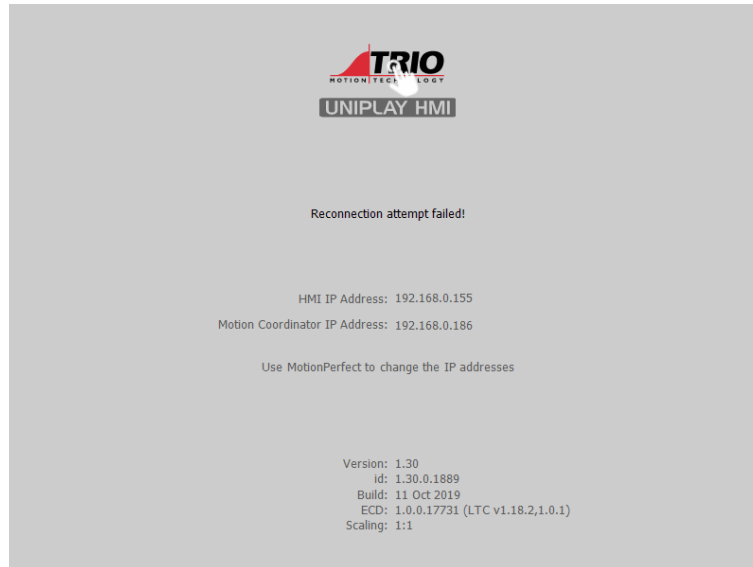 TRIO
MOTION TECHNOLOGY
UNIPLAY HMI
Reconnection attempt failed!
HMI IP Address: 192.168.0.155
Motion Coordinator IP Address: 192.168.0.186
Use MotionPerfect to change the IP addresses
Version: 1.30
id: 1.30.0.1889
Build: 11 Oct 2019
ECD: 1.0.0.17731 (LTC v1.18.2,1.0.1)
Scaling: 1:1